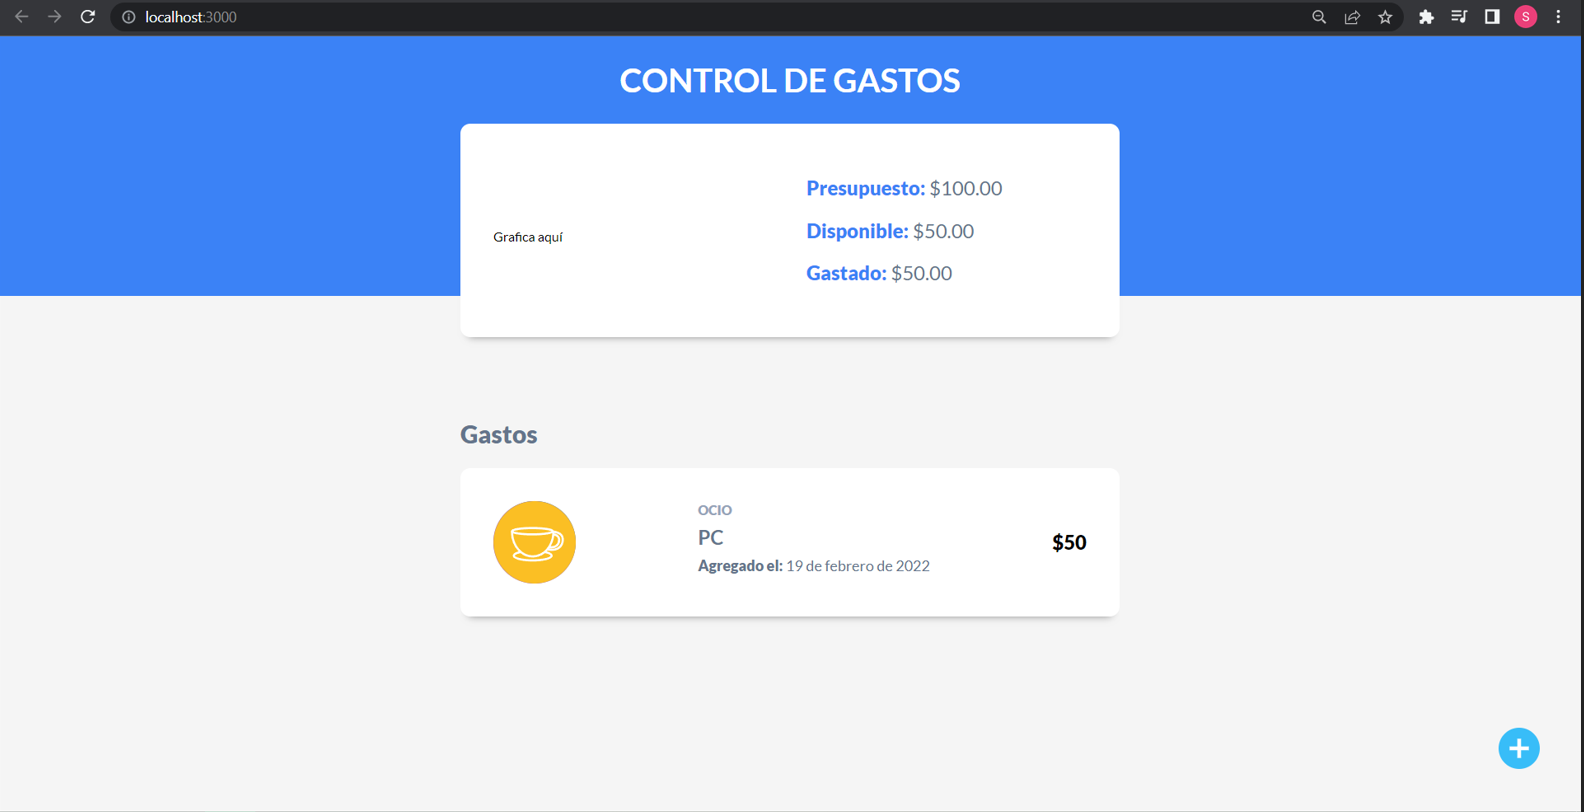 localhost:3000
S
CONTROL DE GASTOS
Grafica aquí
Presupuesto: $100.00
Disponible: $50.00
Gastado: $50.00
Gastos
OCIO
PC
Agregado el: 19 de febrero de 2022
$50